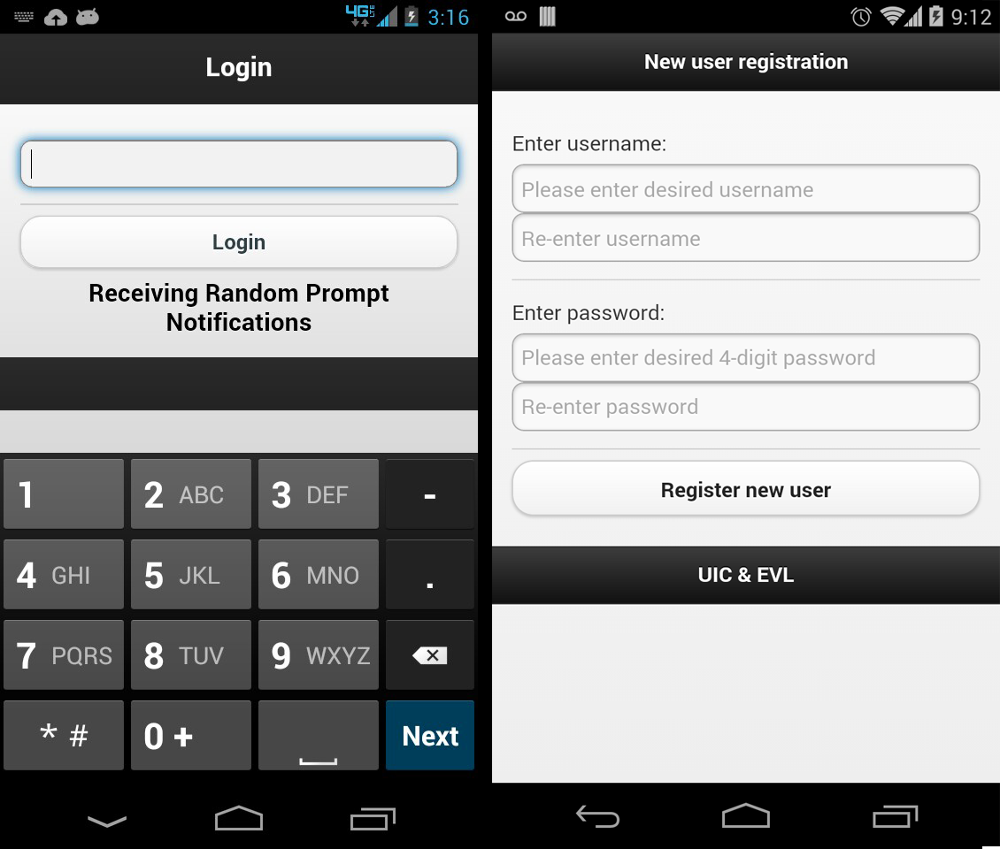 4G LTE 3:16
Login
Login
Receiving Random Prompt
Notifications
1
2 ABC
3 DEF
-
4 GHI
5 JKL
6 MNO
.
7 PQRS
8 TUV
9 WXYZ
* #
0 +
Next
9:12
New user registration
Enter username:
Please enter desired username
Re-enter username
Enter password:
Please enter desired 4-digit password
Re-enter password
Register new user
UIC & EVL